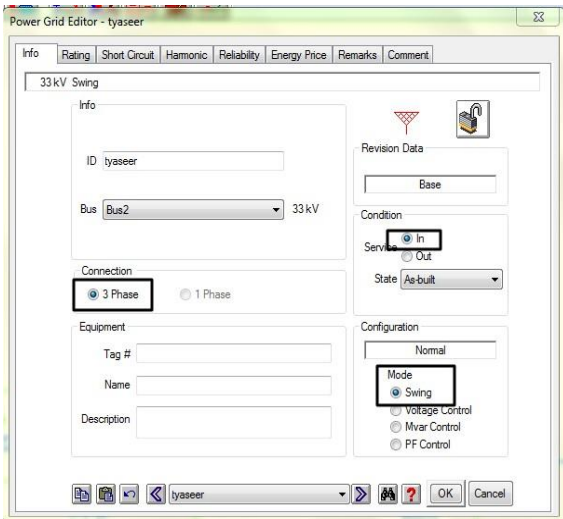 Power Grid Editor - tyaseer
Info Rating Short Circuit Harmonic Reliability Energy Price Remarks Comment
33 kV Swing
Info
ID tyaseer
Bus Bus2 33 kV
Revision Data
Base
Condition
Service In
Out
State As-built
Connection
3 Phase 1 Phase
Equipment
Tag #
Name
Description
Configuration
Normal
Mode
Swing
Voltage Control
Mvar Control
PF Control
tyaseer ? OK Cancel